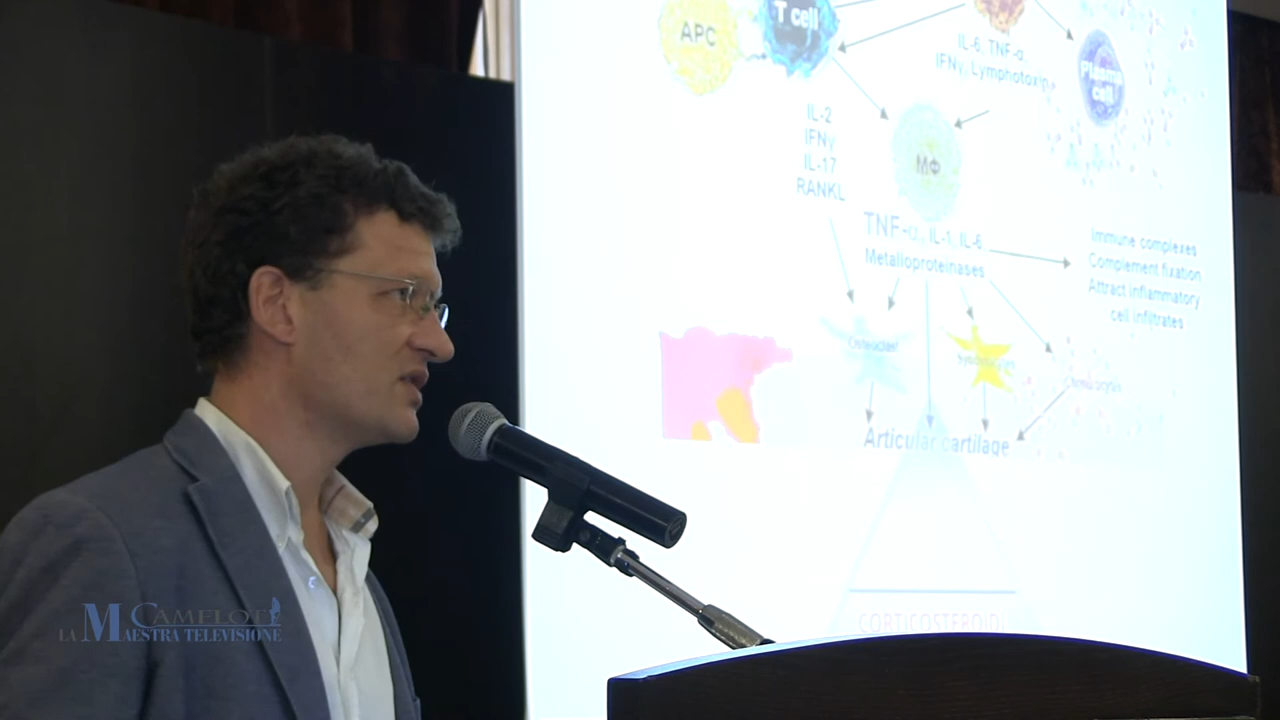 APC
T cell
IL-6, TNF-α,
IFNγ, Lymphotoxin
Plasma
cell
IL-2
IFNγ
IL-17
RANKL
MΦ
TNF-α, IL-1, IL-6
Metalloproteinases
Immune complexes
Complement fixation
Attract inflammatory
cell infiltrates
Osteoclast
Articular cartilage
CORTICOSTEROIDI
CAMELOT
LA MAESTRA TELEVISIONE